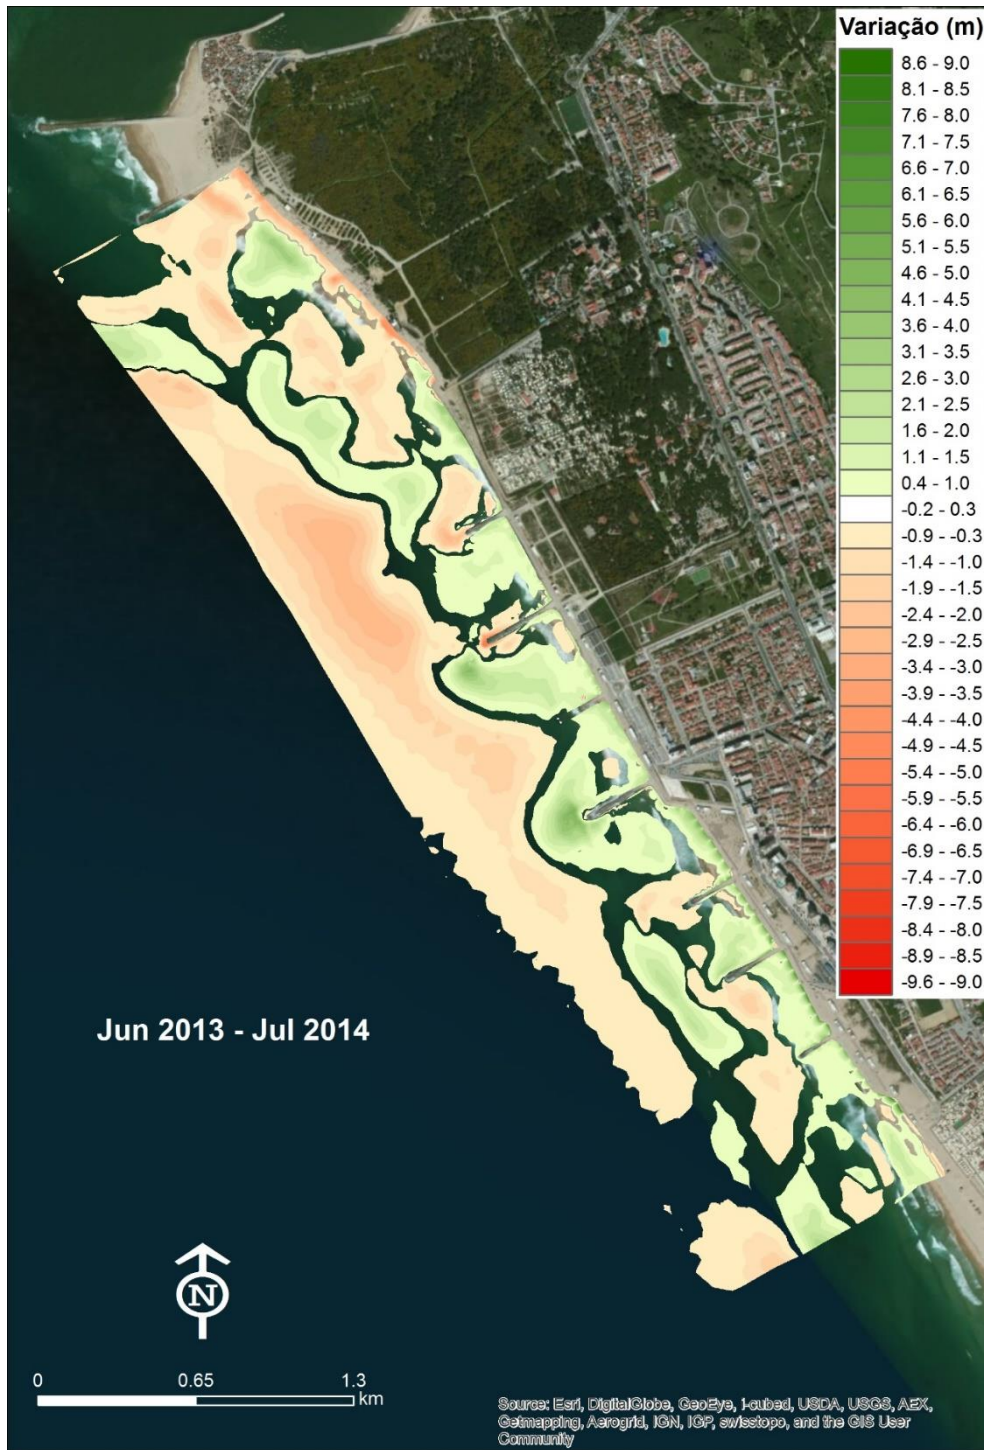 Variação (m)
8.6 - 9.0
8.1 - 8.5
7.6 - 8.0
7.1 - 7.5
6.6 - 7.0
6.1 - 6.5
5.6 - 6.0
5.1 - 5.5
4.6 - 5.0
4.1 - 4.5
3.6 - 4.0
3.1 - 3.5
2.6 - 3.0
2.1 - 2.5
1.6 - 2.0
1.1 - 1.5
0.4 - 1.0
-0.2 - 0.3
-0.9 - -0.3
-1.4 - -1.0
-1.9 - -1.5
-2.4 - -2.0
-2.9 - -2.5
-3.4 - -3.0
-3.9 - -3.5
-4.4 - -4.0
-4.9 - -4.5
-5.4 - -5.0
-5.9 - -5.5
-6.4 - -6.0
-6.9 - -6.5
-7.4 - -7.0
-7.9 - -7.5
-8.4 - -8.0
-8.9 - -8.5
-9.6 - -9.0
Jun 2013 - Jul 2014
N
0 0.65 1.3
km
Source: Esri, DigitalGlobe, GeoEye, i-cubed, USDA, USGS, AEX,
Getmapping, Aerogrid, IGN, IGP, swisstopo, and the GIS User
Community